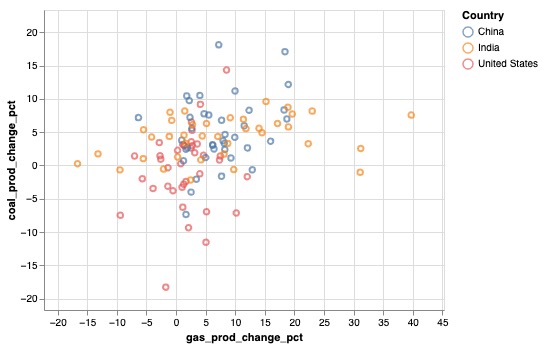 Country
China
India
United States
coal_prod_change_pct
20
15
10
5
0
−5
−10
−15
−20
−20 −15 −10 −5 0 5 10 15 20 25 30 35 40 45
gas_prod_change_pct